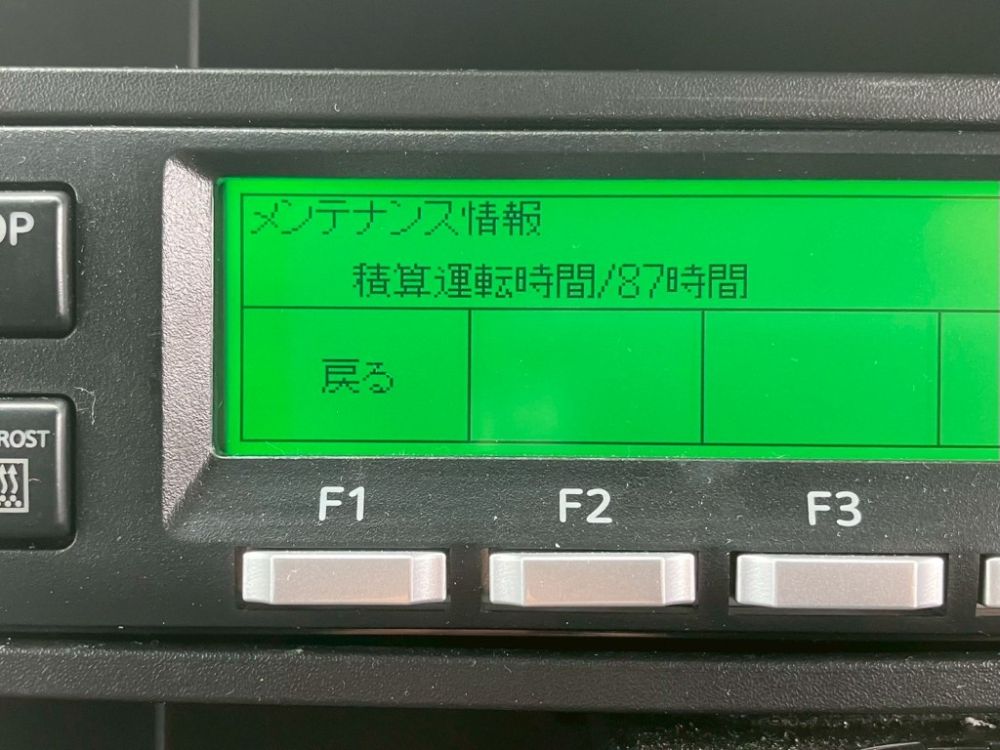 メンテナンス情報
積算運転時間/87時間
OP
戻る
ROST
F1 F2 F3